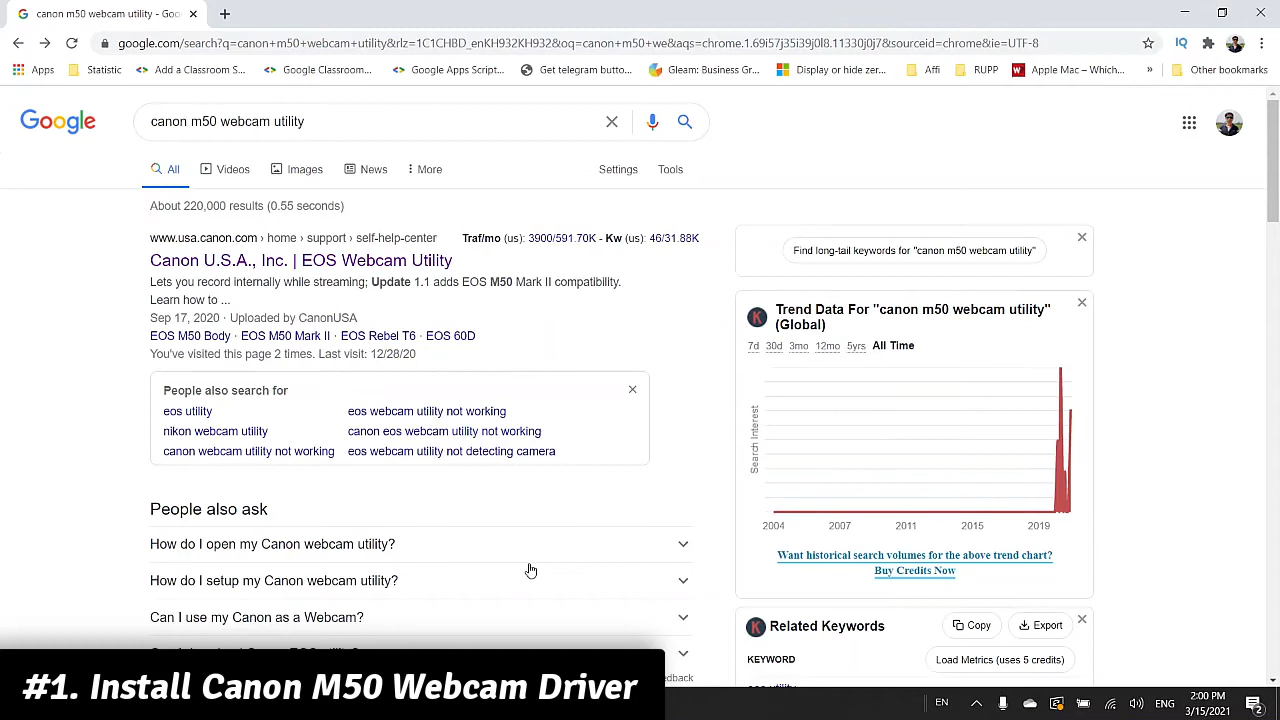 canon m50 webcam utility - Goo
google.com/search?q=canon+m50+webcam+utility&rlz=1C1CHBD_enKH932KH932&oq=canon+m50+we&aqs=chrome.1.69i57j35i39j0l8.11330j0j7&sourceid=chrome&ie=UTF-8
Apps Statistic Add a Classroom S... Google Classroom... Google Apps Script... Get telegram butto... Gleam: Business Gr... Display or hide zer... Affi RUPP Apple Mac – Which... » Other bookmarks
Google canon m50 webcam utility
All Videos Images News More Settings Tools
About 220,000 results (0.55 seconds)
www.usa.canon.com › home › support › self-help-center Traf/mo (us): 3900/591.70K - Kw (us): 46/31.88K
Canon U.S.A., Inc. | EOS Webcam Utility
Lets you record internally while streaming; Update 1.1 adds EOS M50 Mark II compatibility.
Learn how to ...
Sep 17, 2020 · Uploaded by CanonUSA
EOS M50 Body · EOS M50 Mark II · EOS Rebel T6 · EOS 60D
You've visited this page 2 times. Last visit: 12/28/20
People also search for
eos utility eos webcam utility not working
nikon webcam utility canon eos webcam utility not working
canon webcam utility not working eos webcam utility not detecting camera
People also ask
How do I open my Canon webcam utility?
How do I setup my Canon webcam utility?
Can I use my Canon as a Webcam?
Find long-tail keywords for "canon m50 webcam utility"
K Trend Data For "canon m50 webcam utility"
(Global)
7d 30d 3mo 12mo 5yrs All Time
Search Interest
2004 2007 2011 2015 2019
Want historical search volumes for the above trend chart?
Buy Credits Now
K Related Keywords Copy Export
KEYWORD Load Metrics (uses 5 credits)
#1. Install Canon M50 Webcam Driver
EN ENG 2:00 PM
3/15/2021 2